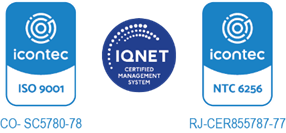 icontec
ISO 9001
CO- SC5780-78
IQNET
CERTIFIED
MANAGEMENT
SYSTEM
icontec
NTC 6256
RJ-CER855787-77